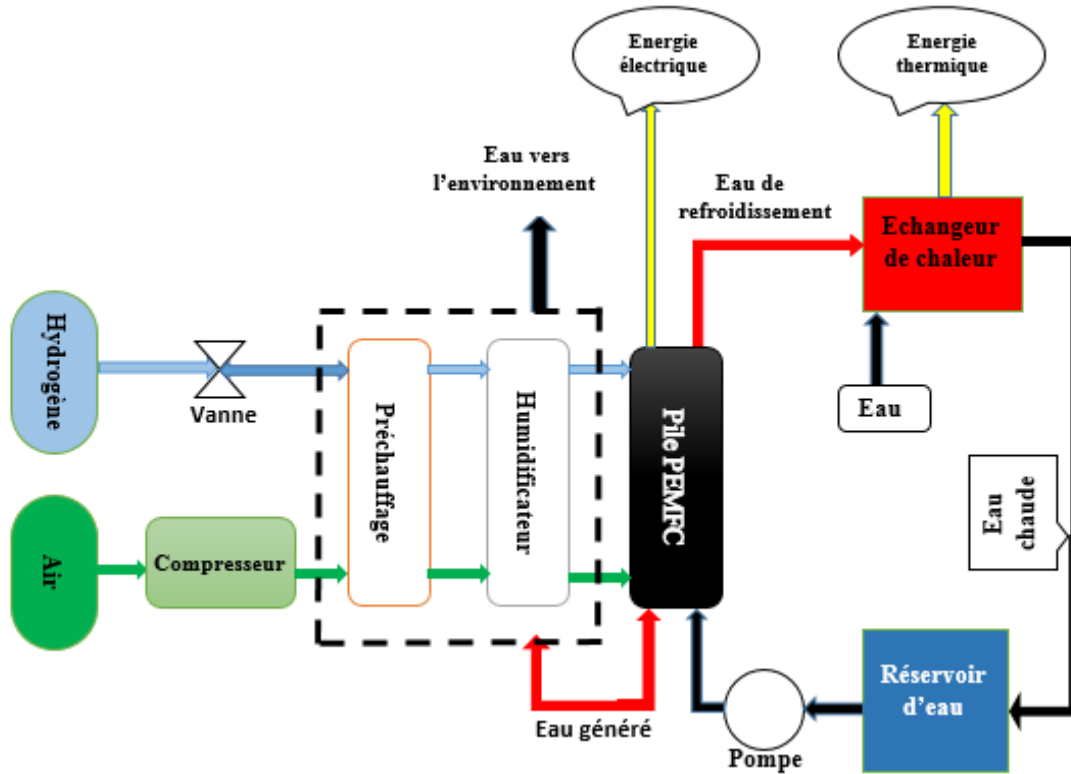 Energie
électrique
Energie
thermique
Eau vers
l'environnement
Eau de
refroidissement
Echangeur
de chaleur
Hydrogène
Vanne
Préchauffage
Humidificateur
Pile PEMFC
Eau
Eau
chaude
Air
Compresseur
Eau généré
Pompe
Réservoir
d'eau